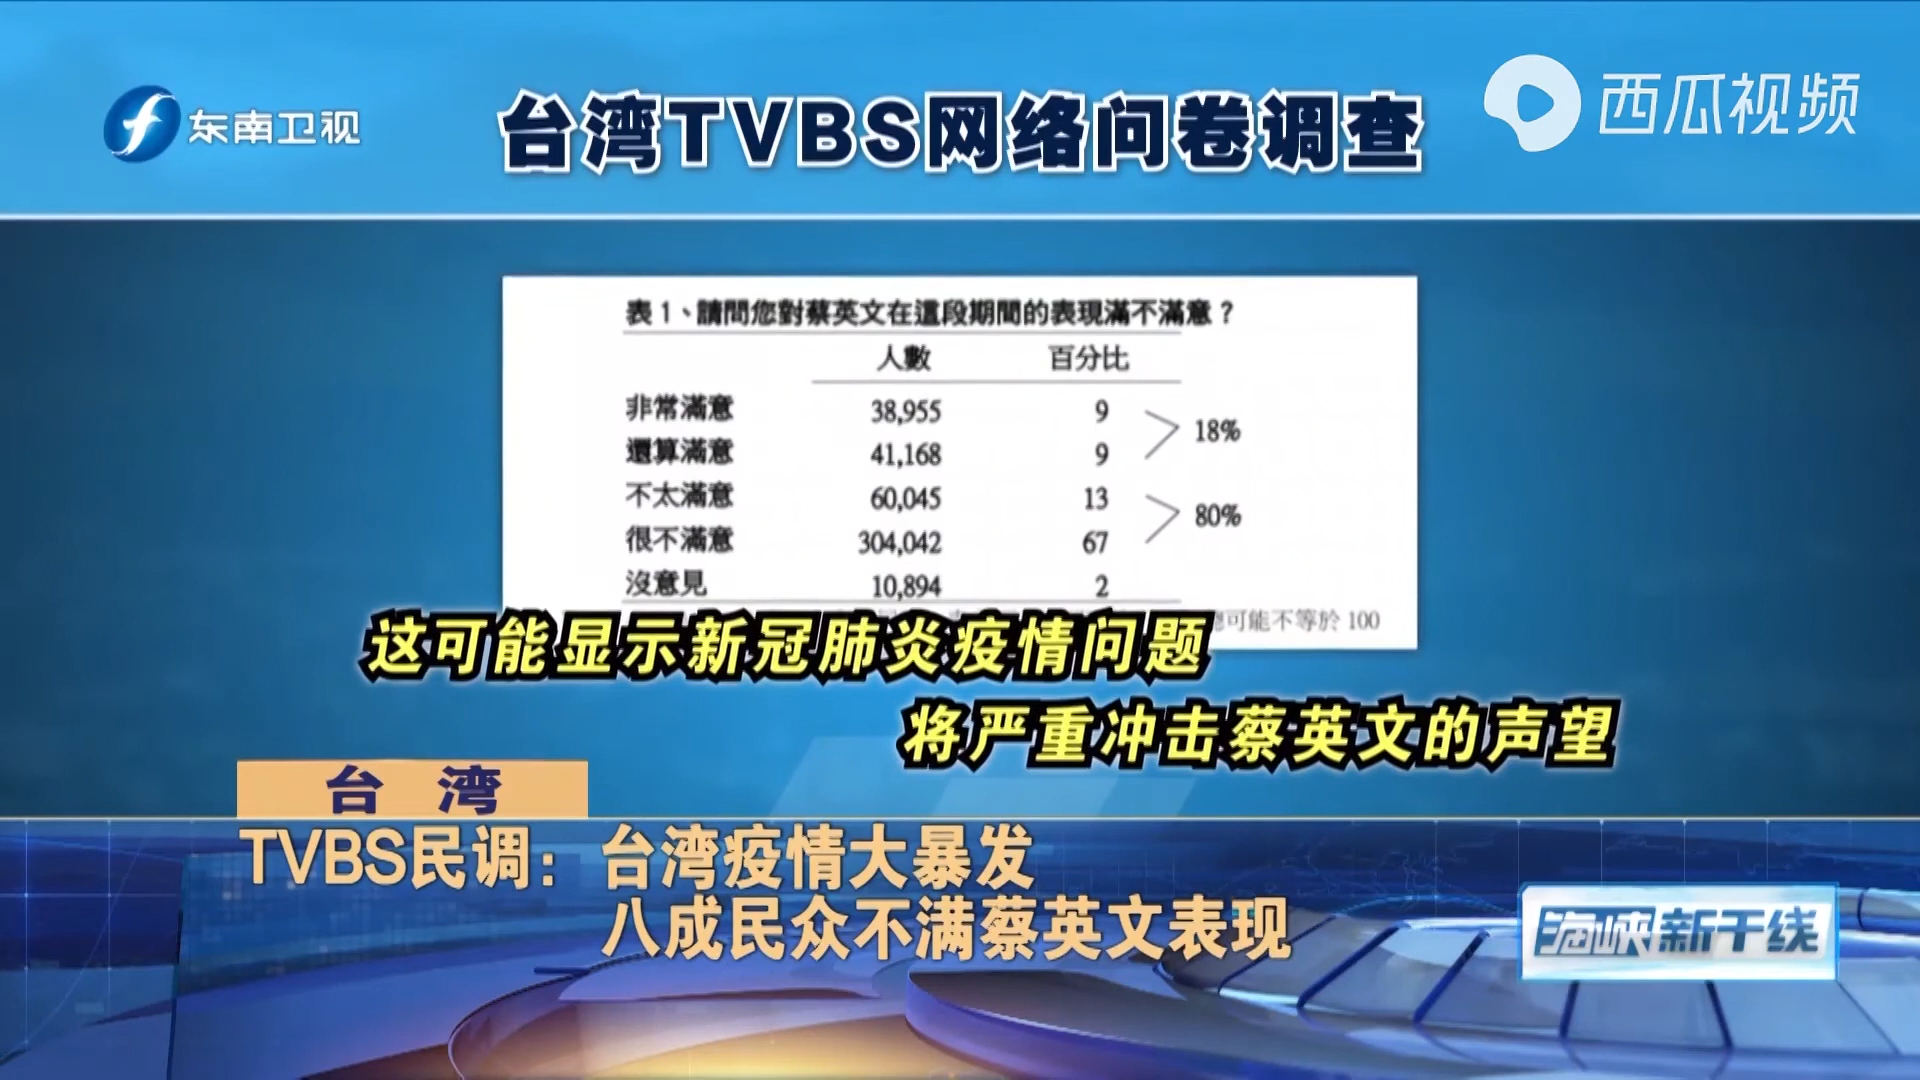 东南卫视
台湾TVBS网络问卷调查
西瓜视频
表 1、請問您對蔡英文在這段期間的表現滿不滿意？
人數 百分比
非常滿意 38,955 9
18%
還算滿意 41,168 9
不太滿意 60,045 13
80%
很不滿意 304,042 67
沒意見 10,894 2
總可能不等於 100
这可能显示新冠肺炎疫情问题
将严重冲击蔡英文的声望
台湾
TVBS民调：台湾疫情大暴发
八成民众不满蔡英文表现
海峡新干线